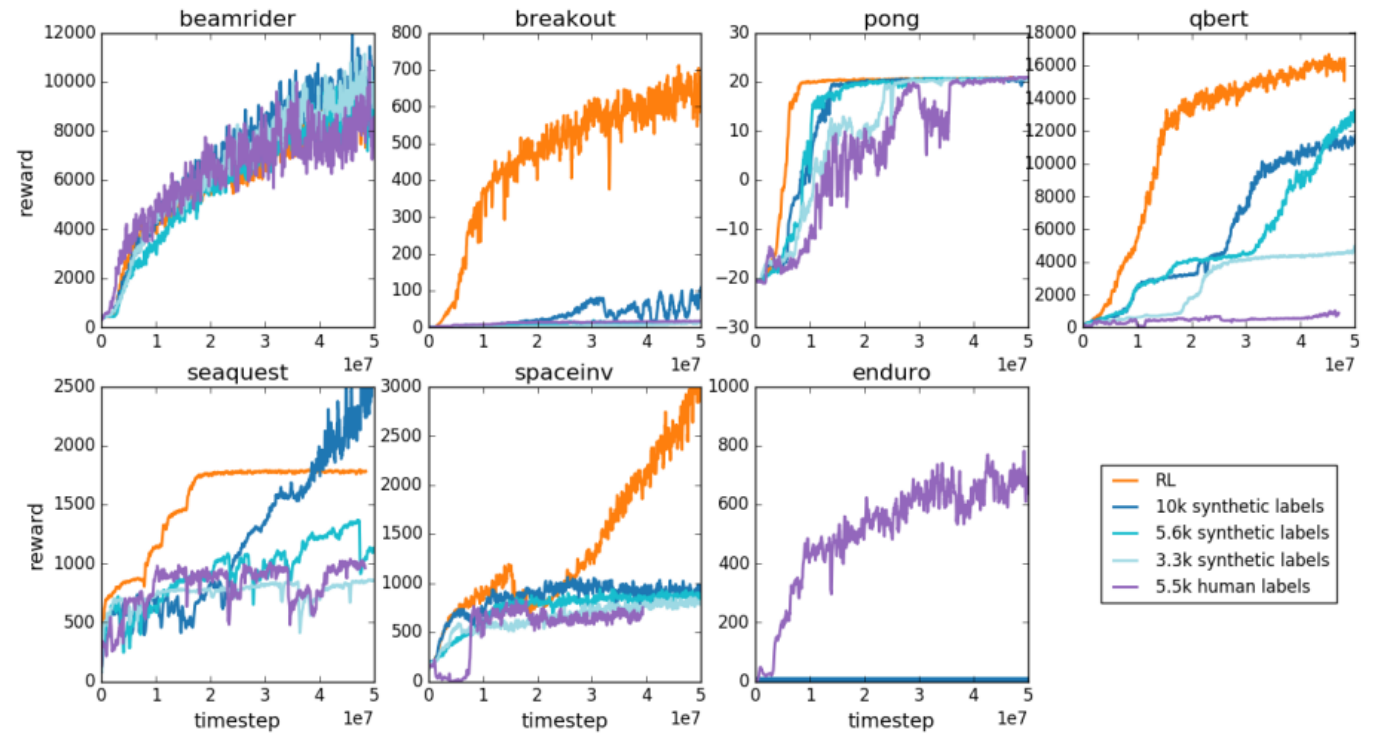 beamrider breakout pong qbert
reward
12000
10000
8000
6000
4000
2000
0
0 1 2 3 4 5
1e7
800
700
600
500
400
300
200
100
0
0 1 2 3 4 5
30
20
10
0
−10
−20
−30
0 1 2 3 4 5
18000
16000
14000
12000
10000
8000
6000
4000
2000
0
0 1 2 3 4 5
1e7
seaquest spaceinv enduro
reward
2500
2000
1500
1000
500
0
0 1 2 3 4 5
timestep 1e7
3000
2500
2000
1500
1000
500
0
0 1 2 3 4 5
timestep 1e7
1000
800
600
400
200
0
0 1 2 3 4 5
timestep 1e7
RL
10k synthetic labels
5.6k synthetic labels
3.3k synthetic labels
5.5k human labels